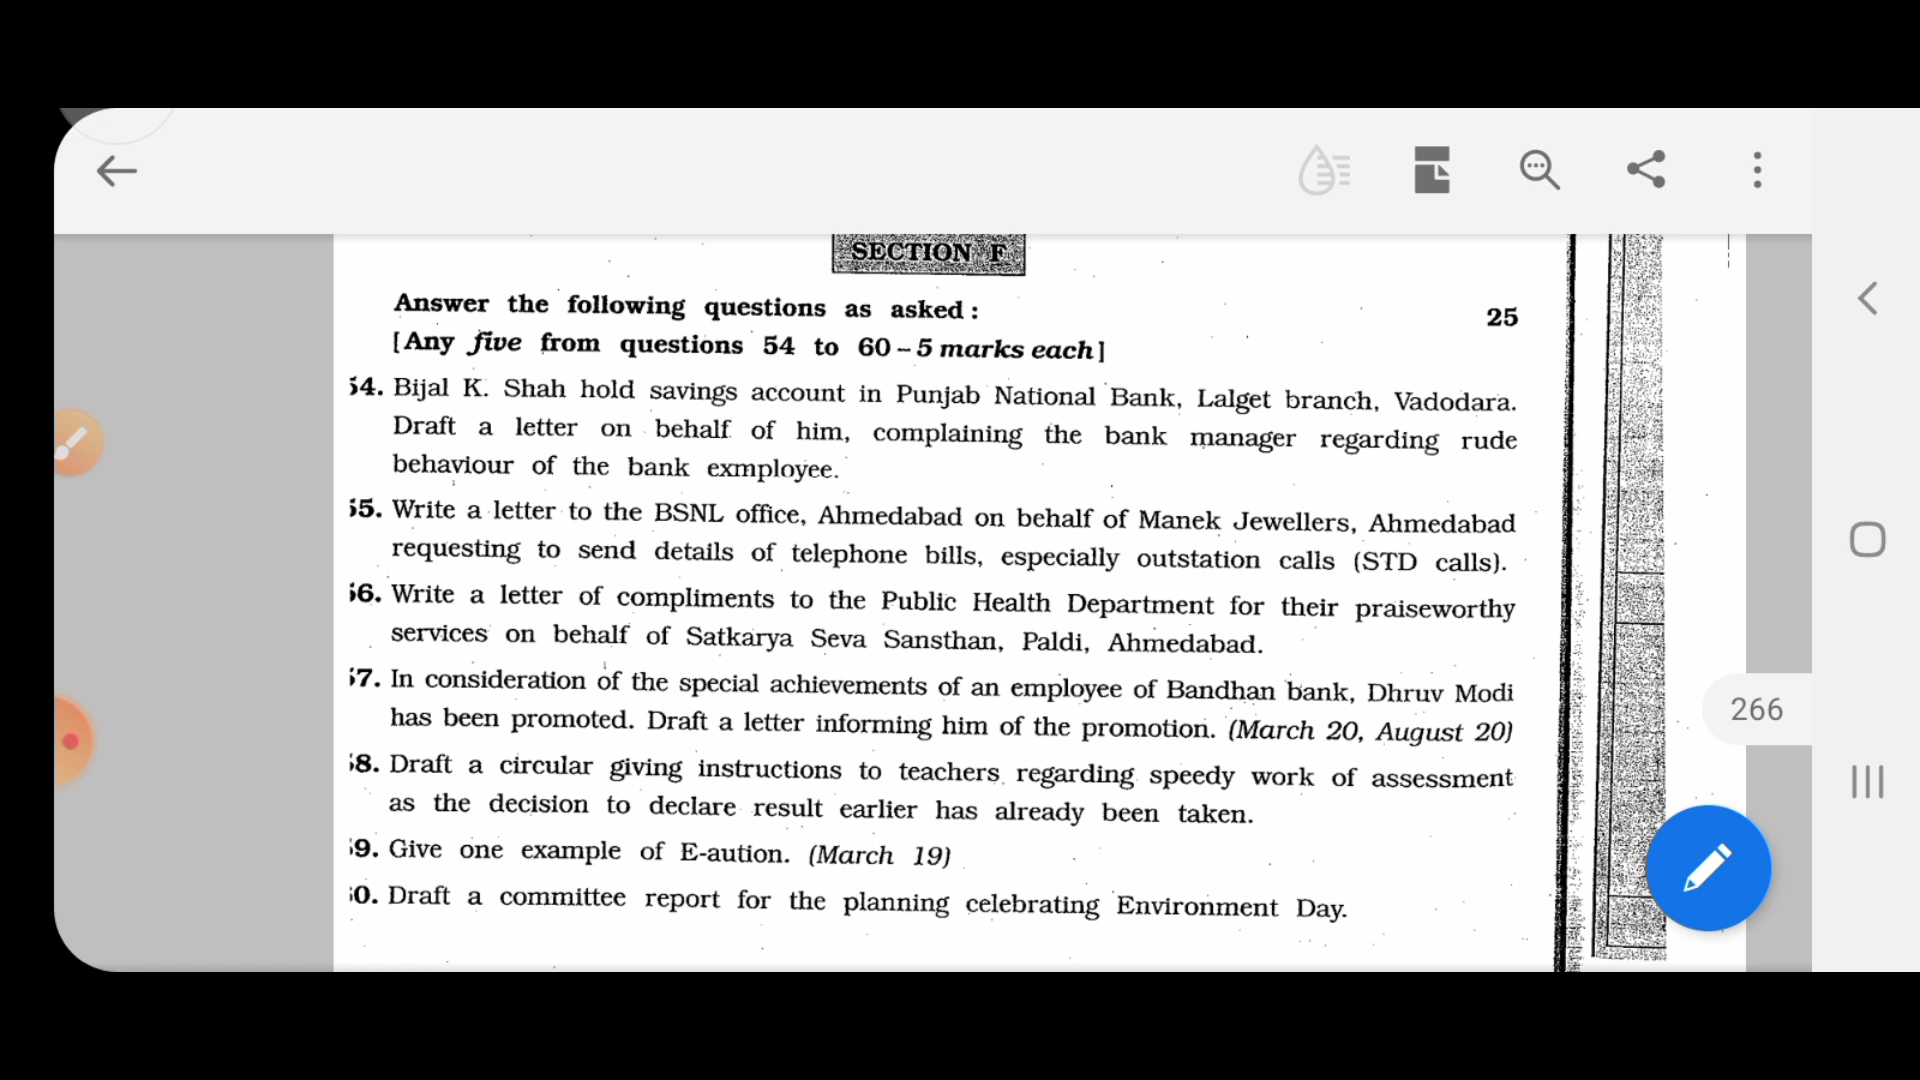 SECTION F
Answer the following questions as asked :
25
[Any five from questions 54 to 60 – 5 marks each]
54. Bijal K. Shah hold savings account in Punjab National Bank, Lalget branch, Vadodara.
Draft a letter on behalf of him, complaining the bank manager regarding rude
behaviour of the bank exmployee.
55. Write a letter to the BSNL office, Ahmedabad on behalf of Manek Jewellers, Ahmedabad
requesting to send details of telephone bills, especially outstation calls (STD calls).
56. Write a letter of compliments to the Public Health Department for their praiseworthy
services on behalf of Satkarya Seva Sansthan, Paldi, Ahmedabad.
57. In consideration of the special achievements of an employee of Bandhan bank, Dhruv Modi
has been promoted. Draft a letter informing him of the promotion. (March 20, August 20)
266
58. Draft a circular giving instructions to teachers regarding speedy work of assessment
as the decision to declare result earlier has already been taken.
59. Give one example of E-aution. (March 19)
60. Draft a committee report for the planning celebrating Environment Day.